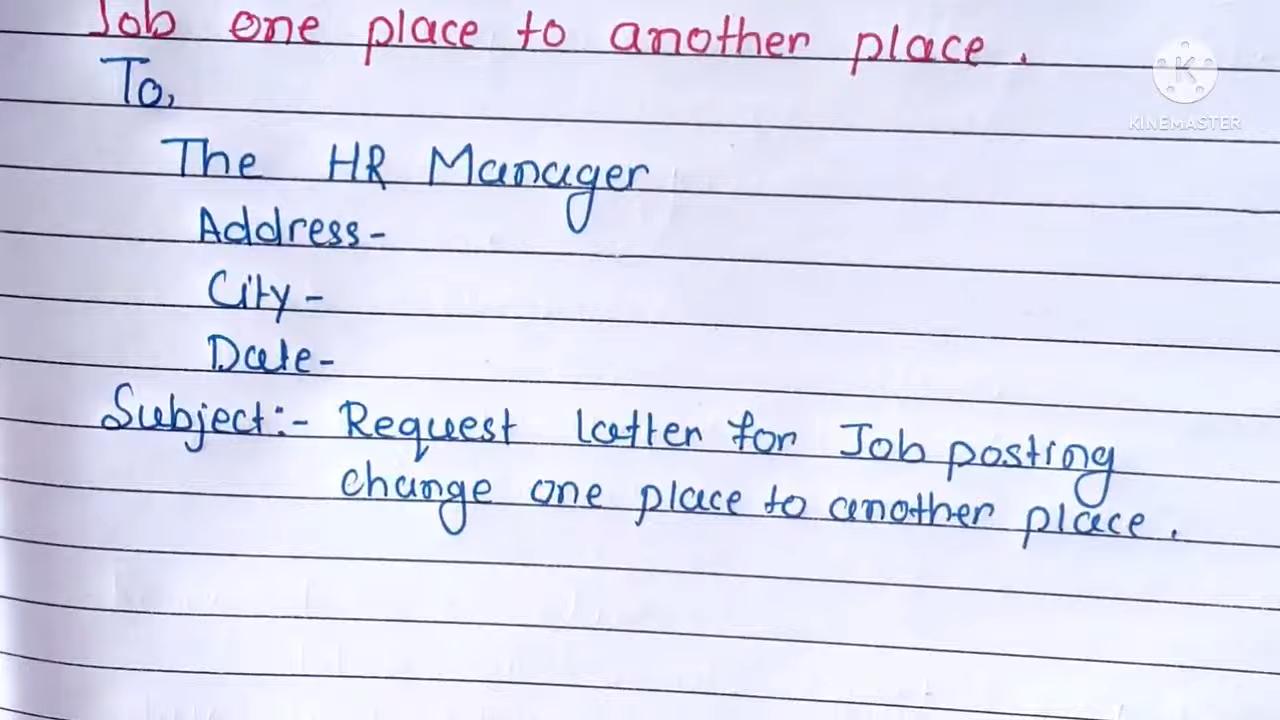 Job one place to another place.
To,
K
KINEMASTER
The HR Manager
Address-
City-
Date-
Subject:- Request latter for Job posting
change one place to another place.